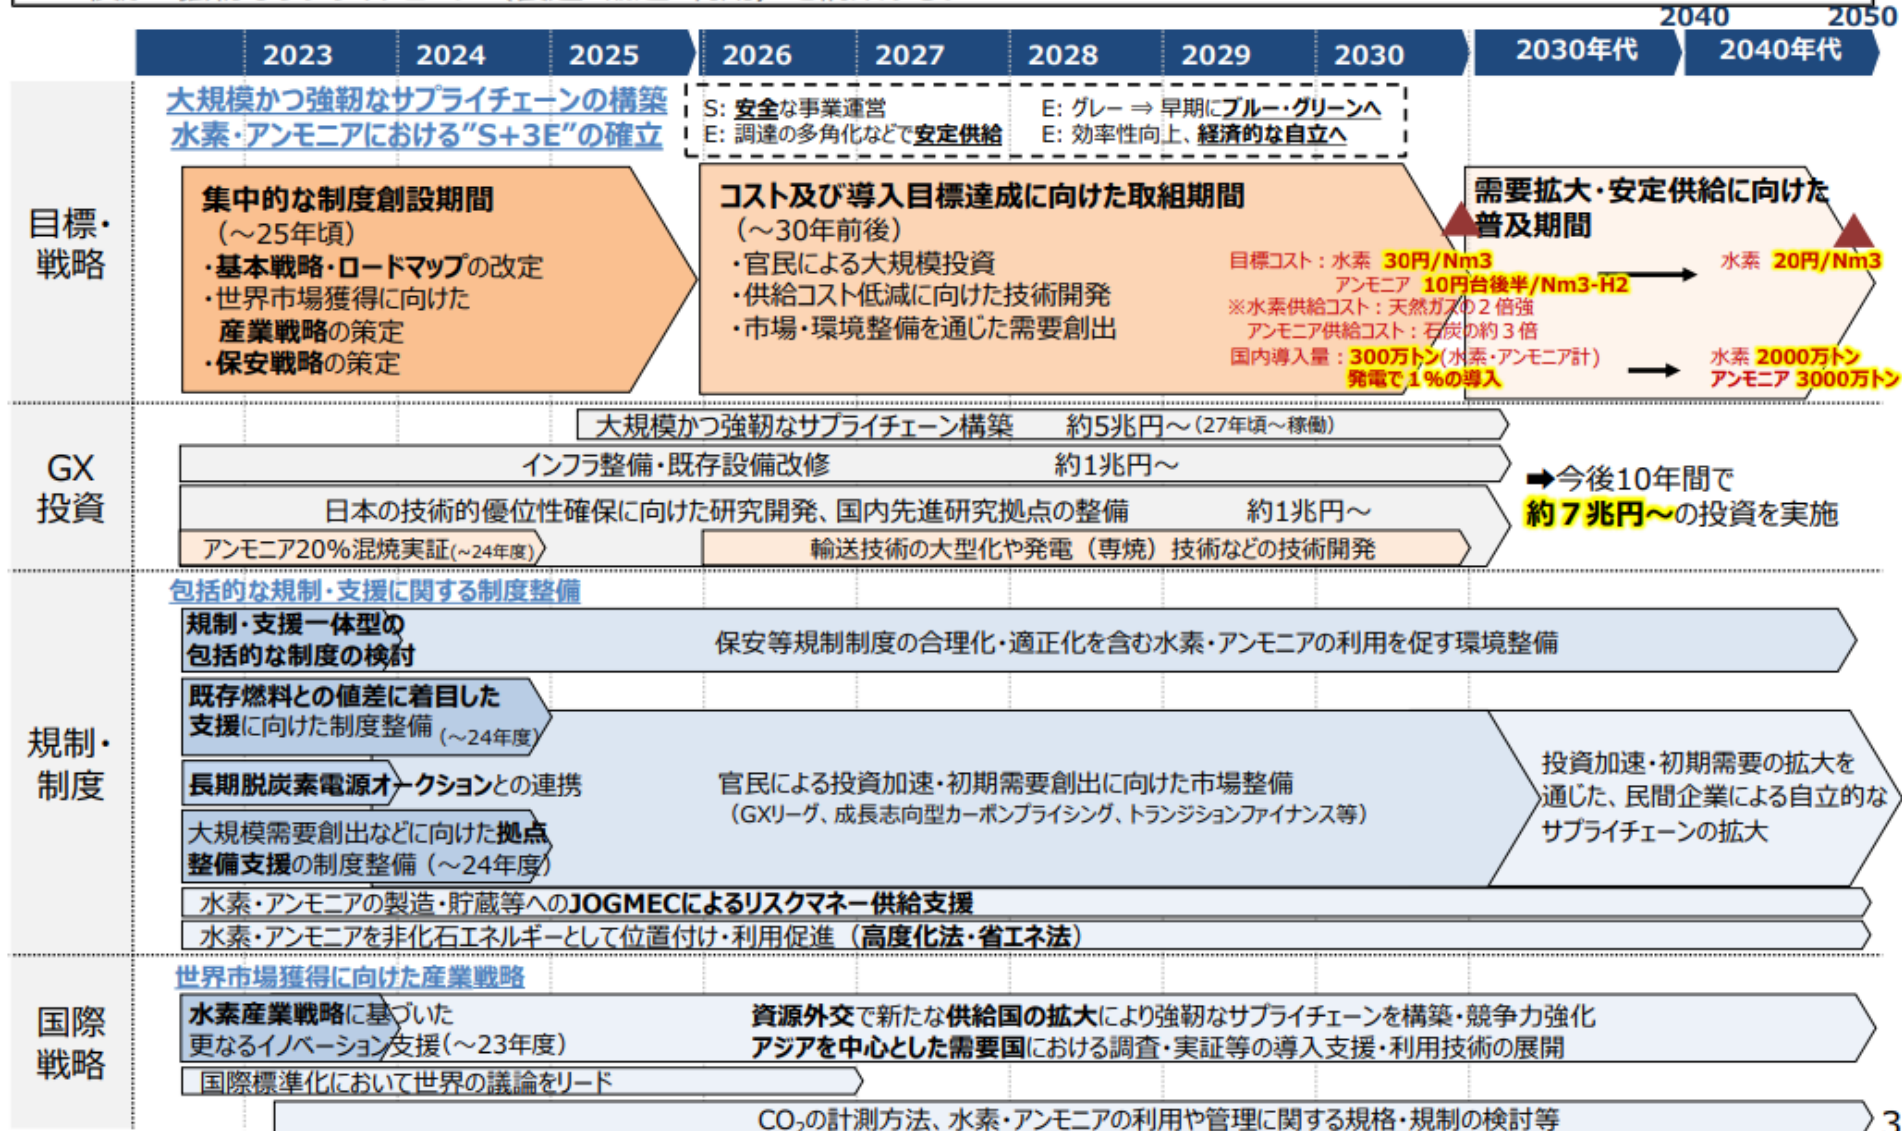 2040 2050
2023 2024 2025 2026 2027 2028 2029 2030 2030年代 2040年代
目標・
戦略
大規模かつ強靭なサプライチェーンの構築
水素・アンモニアにおける”S+3E”の確立
S: 安全な事業運営
E: グレー ⇒ 早期にブルー・グリーンへ
E: 調達の多角化などで安定供給
E: 効率性向上、経済的な自立へ
集中的な制度創設期間
（～25年頃）
・基本戦略・ロードマップの改定
・世界市場獲得に向けた
産業戦略の策定
・保安戦略の策定
コスト及び導入目標達成に向けた取組期間
（～30年前後）
・官民による大規模投資
・供給コスト低減に向けた技術開発
・市場・環境整備を通じた需要創出
需要拡大・安定供給に向けた
普及期間
目標コスト：水素 30円/Nm3
アンモニア 10円台後半/Nm3-H2
※水素供給コスト：天然ガスの２倍強
アンモニア供給コスト：石炭の約３倍
国内導入量：300万トン(水素・アンモニア計)
発電で１％の導入
水素 20円/Nm3
水素 2000万トン
アンモニア 3000万トン
GX
投資
大規模かつ強靭なサプライチェーン構築 約5兆円～（27年頃～稼働）
インフラ整備・既存設備改修 約1兆円～
日本の技術的優位性確保に向けた研究開発、国内先進研究拠点の整備 約1兆円～
アンモニア20％混焼実証(~24年度)
輸送技術の大型化や発電（専焼）技術などの技術開発
➡今後10年間で
約７兆円～の投資を実施
規制・
制度
包括的な規制・支援に関する制度整備
規制・支援一体型の
包括的な制度の検討
保安等規制制度の合理化・適正化を含む水素・アンモニアの利用を促す環境整備
既存燃料との値差に着目した
支援に向けた制度整備（～24年度）
長期脱炭素電源オークションとの連携
大規模需要創出などに向けた拠点
整備支援の制度整備（～24年度）
官民による投資加速・初期需要創出に向けた市場整備
（GXリーグ、成長志向型カーボンプライシング、トランジションファイナンス等）
投資加速・初期需要の拡大を
通じた、民間企業による自立的な
サプライチェーンの拡大
水素・アンモニアの製造・貯蔵等へのJOGMECによるリスクマネー供給支援
水素・アンモニアを非化石エネルギーとして位置付け・利用促進（高度化法・省エネ法）
国際
戦略
世界市場獲得に向けた産業戦略
水素産業戦略に基づいた
更なるイノベーション支援(～23年度）
資源外交で新たな供給国の拡大により強靭なサプライチェーンを構築・競争力強化
アジアを中心とした需要国における調査・実証等の導入支援・利用技術の展開
国際標準化において世界の議論をリード
CO₂の計測方法、水素・アンモニアの利用や管理に関する規格・規制の検討等
3